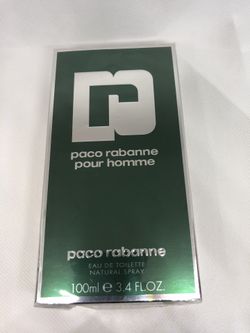 paco rabanne
pour homme
paco rabanne
EAU DE TOILETTE
NATURAL SPRAY
100ml e 3.4 FL.OZ.